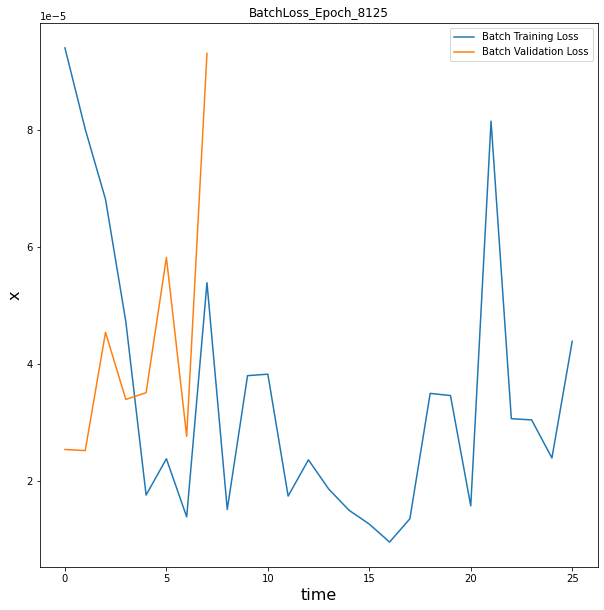 BatchLoss_Epoch_8125
1e−5
Batch Training Loss
Batch Validation Loss
8
6
4
2
x
0 5 10 15 20 25
time